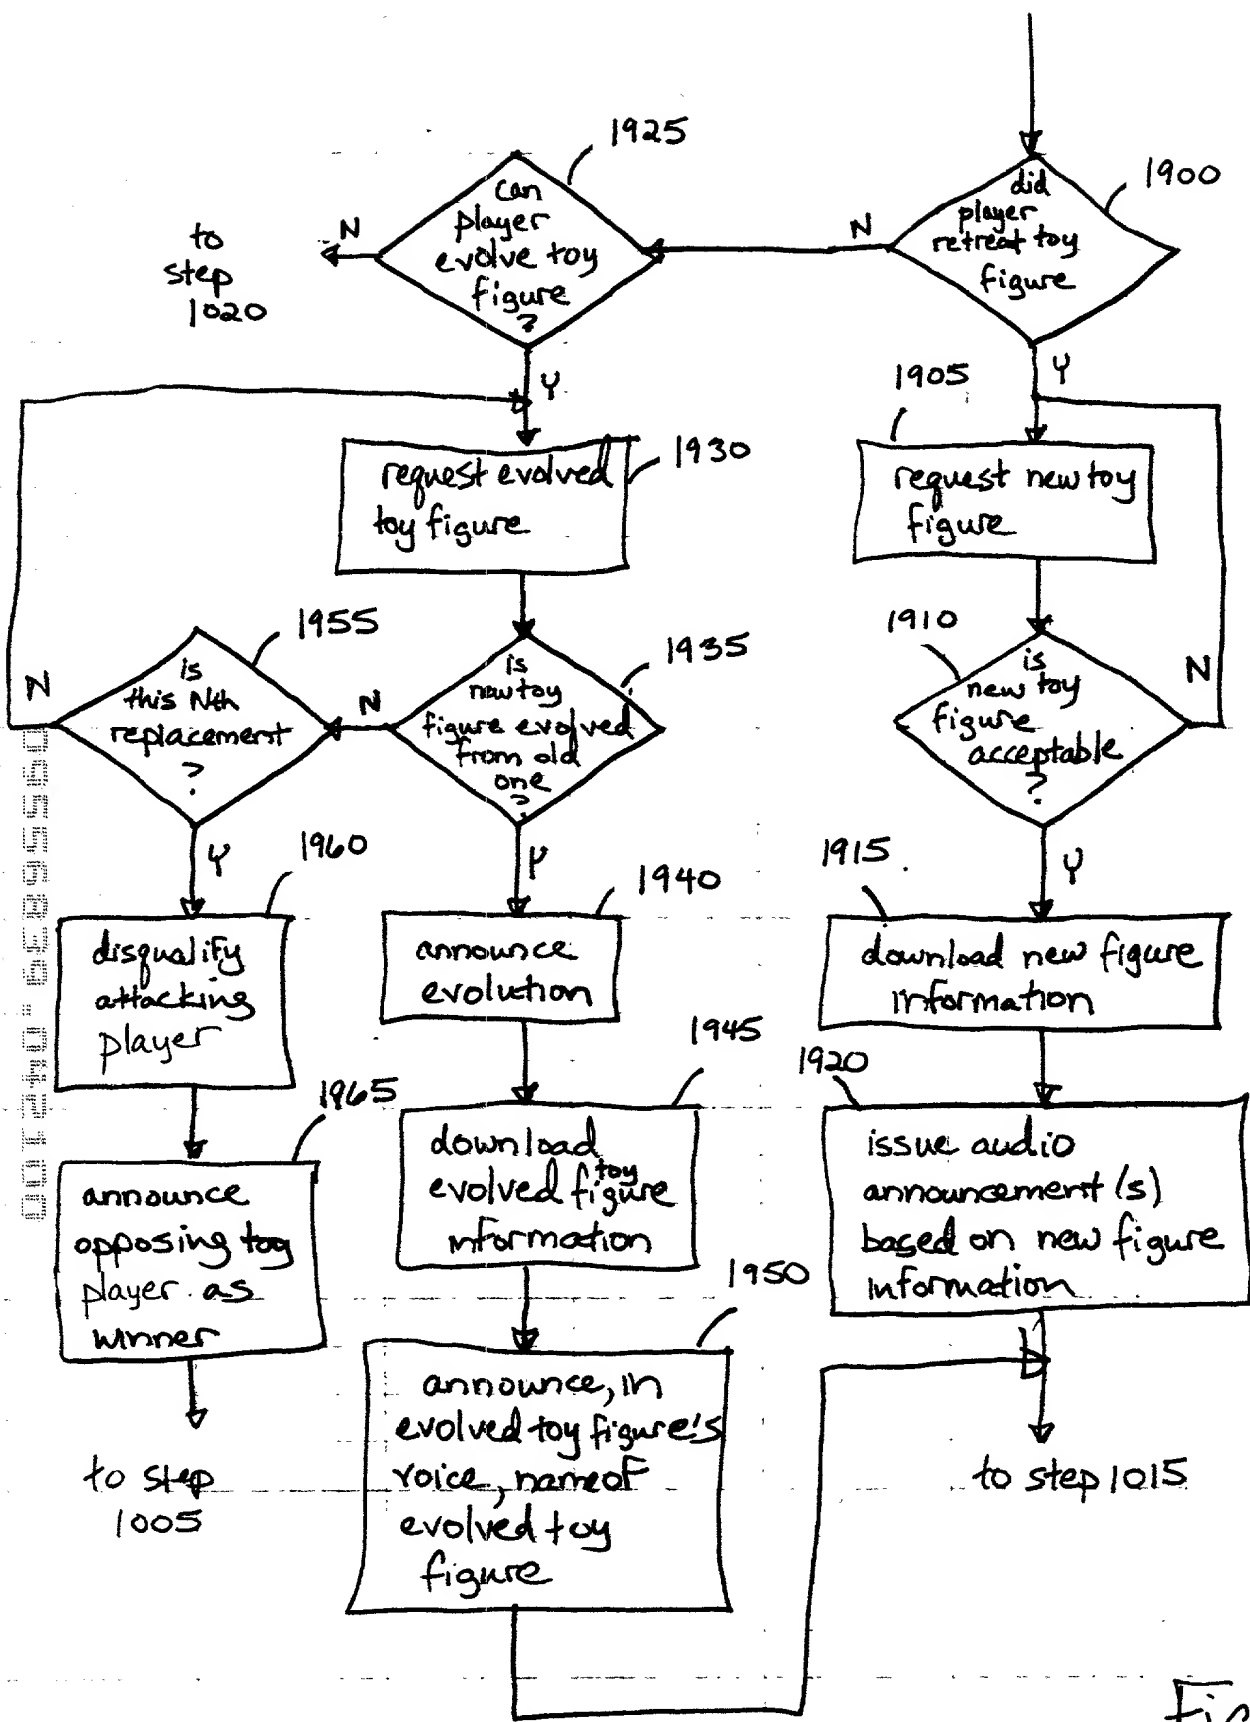 1925
can
player
evolve toy
figure
?
N
to
step
1020
1900
did
player
retreat toy
figure
N
Y
Y
1905
request new toy
figure
1930
request evolved
toy figure
1910
is
new toy
figure
acceptable
?
N
1935
is
new toy
figure evolved
from old
one
?
N
1955
is
this Nth
replacement
?
N
Y
Y
Y
1960
disqualify
attacking
player
1940
announce
evolution
1915
download new figure
information
1965
announce
opposing toy
player as
winner
1945
download
evolved toy figure
information
1920
issue audio
announcement(s)
based on new figure
information
1950
announce, in
evolved toy figure's
voice, name of
evolved toy
figure
to step
1005
to step 1015
09556839.042100